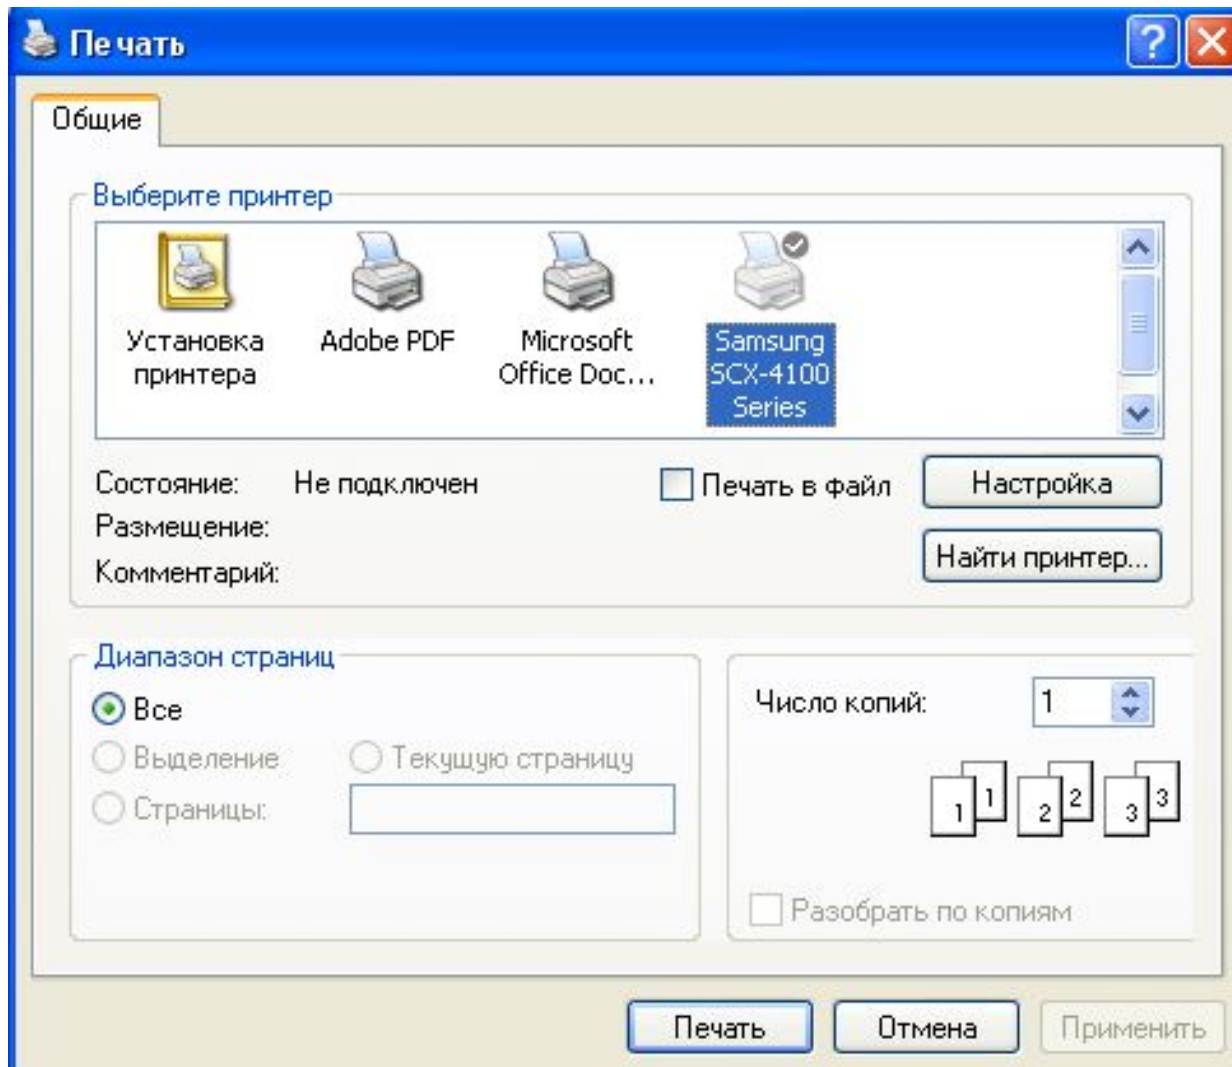 Печать
Общие
Выберите принтер
Установка принтера
Adobe PDF
Microsoft Office Doc...
Samsung SCX-4100 Series
Состояние: Не подключен
Печать в файл
Настройка
Размещение:
Найти принтер...
Комментарий:
Диапазон страниц
Все
Выделение
Текущую страницу
Страницы:
Число копий: 1
1 1 2 2 3 3
Разобрать по копиям
Печать
Отмена
Применить